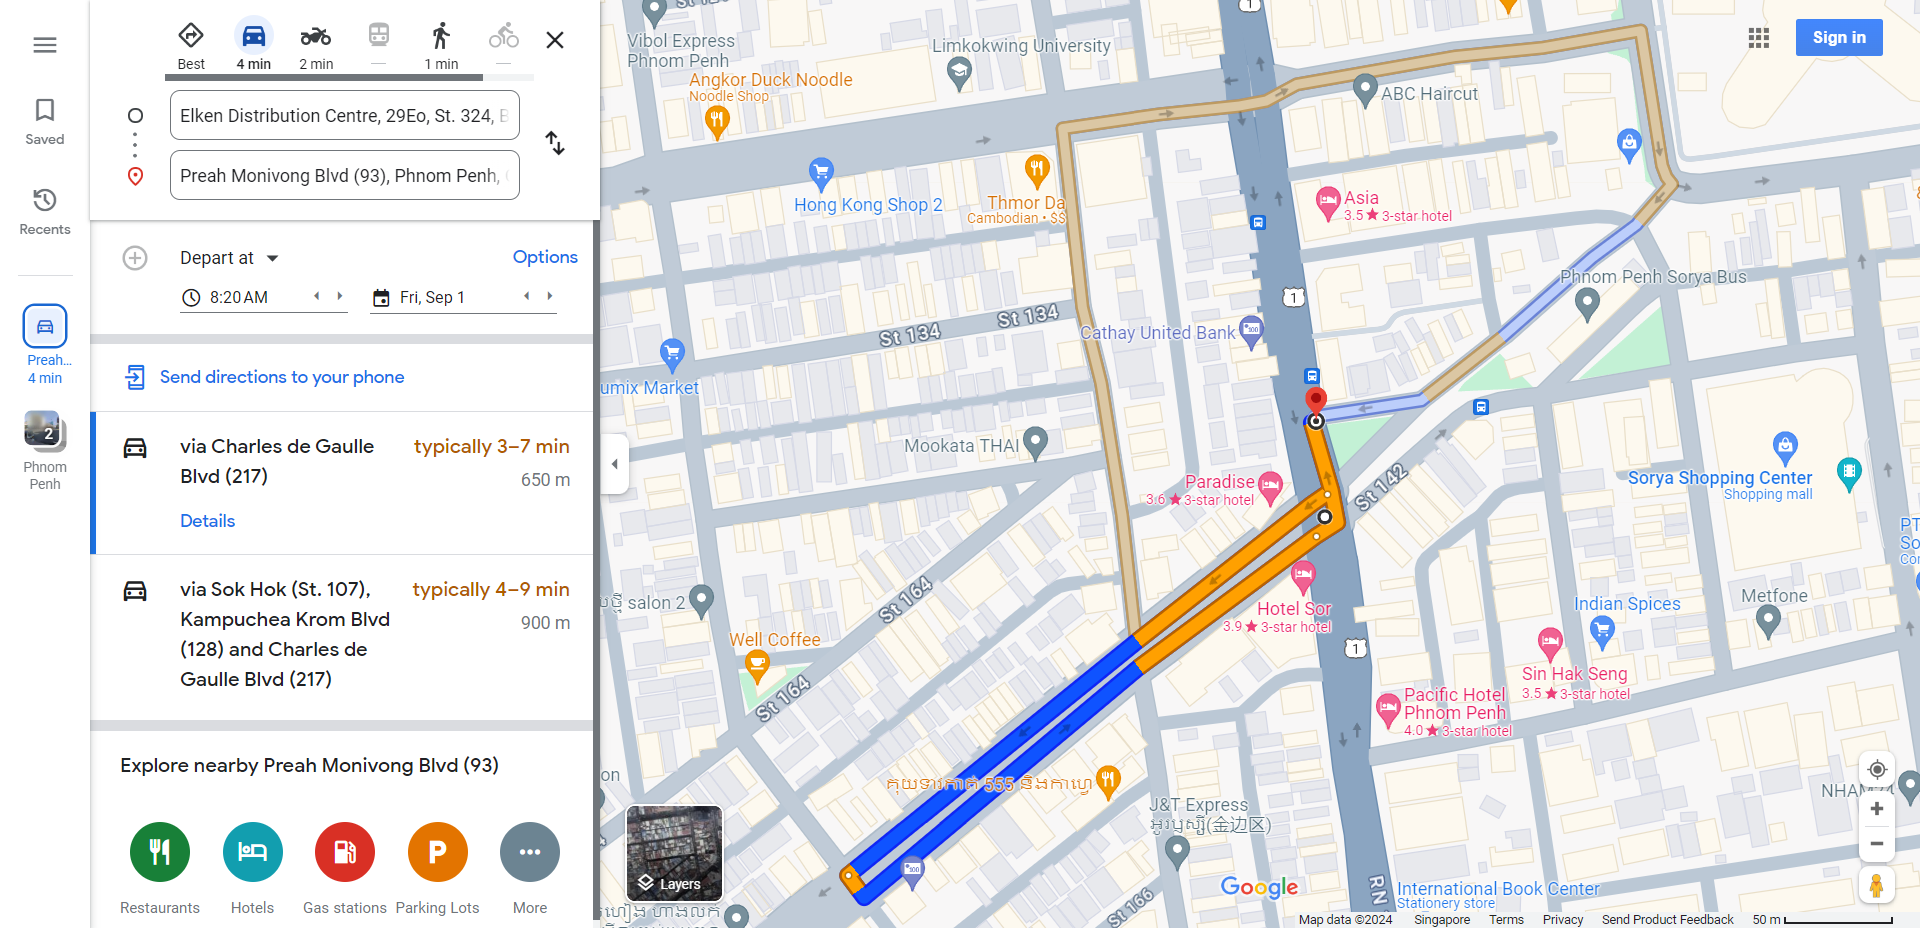 Saved
Recents
Preah...
4 min
2
Phnom
Penh
Best
4 min
2 min
—
1 min
—
Elken Distribution Centre, 29Eo, St. 324,
Preah Monivong Blvd (93), Phnom Penh,
Depart at
Options
8:20 AM
Fri, Sep 1
Send directions to your phone
via Charles de Gaulle
Blvd (217)
typically 3–7 min
650 m
Details
via Sok Hok (St. 107),
Kampuchea Krom Blvd
(128) and Charles de
Gaulle Blvd (217)
typically 4–9 min
900 m
Explore nearby Preah Monivong Blvd (93)
Restaurants
Hotels
Gas stations
P
Parking Lots
More
Vibol Express
Phnom Penh
Angkor Duck Noodle
Noodle Shop
Limkokwing University
1
ABC Haircut
Sign in
Hong Kong Shop 2
Thmor Da
Cambodian • $$
Asia
3.5 ★ 3-star hotel
Phnom Penh Sorya Bus
1
St 134
St 134
Cathay United Bank
umix Market
Mookata THAI
Paradise
3.6 ★ 3-star hotel
St 142
Sorya Shopping Center
Shopping mall
salon 2
St 164
Well Coffee
St 164
Hotel Sor
3.9 ★ 3-star hotel
1
Indian Spices
Metfone
Sin Hak Seng
3.5 ★ 3-star hotel
Pacific Hotel
Phnom Penh
4.0 ★ 3-star hotel
គុយទាវកាត់ 555 និងកាហ្វេ
J&T Express
អូរឫស្សី(金边区)
Layers
Google
St 166
RN
International Book Center
Stationery store
Map data ©2024
Singapore
Terms
Privacy
Send Product Feedback
50 m